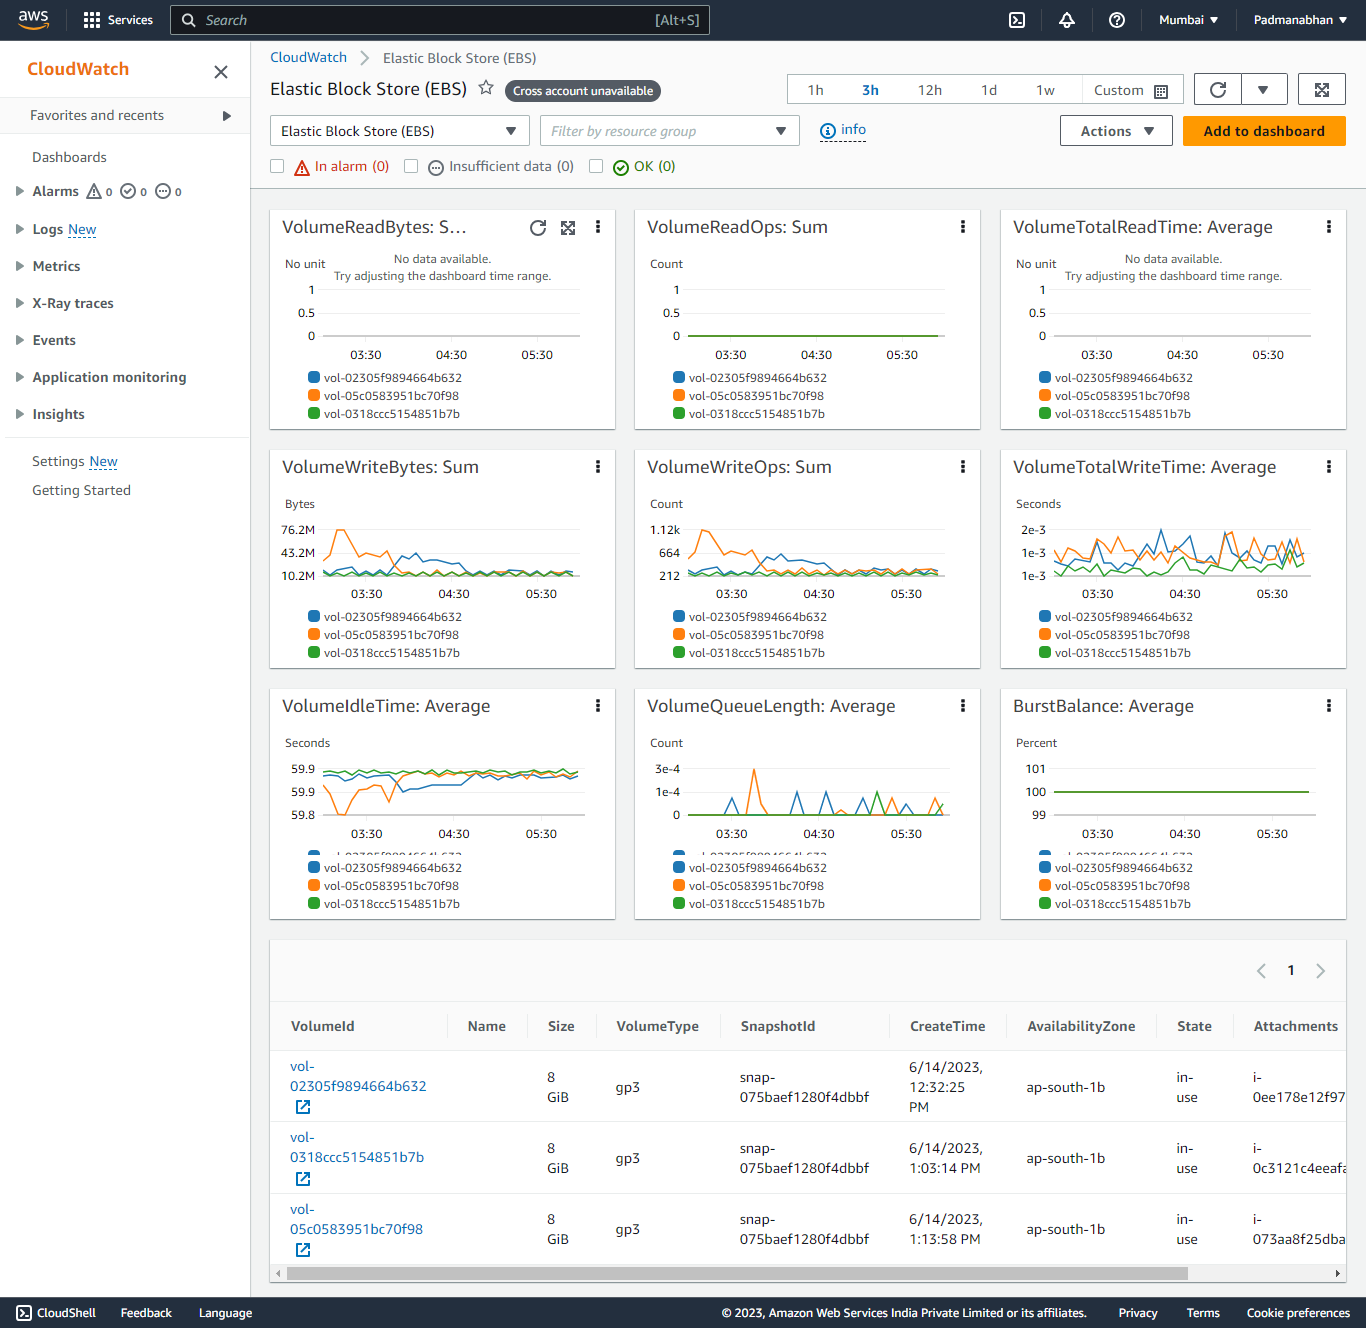 aws
Services
Search
[Alt+S]
Mumbai
Padmanabhan
CloudWatch
Favorites and recents
Dashboards
Alarms 0 0 0
Logs New
Metrics
X-Ray traces
Events
Application monitoring
Insights
Settings New
Getting Started
CloudWatch
Elastic Block Store (EBS)
Elastic Block Store (EBS)
Cross account unavailable
1h 3h 12h 1d 1w Custom
Elastic Block Store (EBS)
Filter by resource group
info
Actions
Add to dashboard
In alarm (0)
Insufficient data (0)
OK (0)
VolumeReadBytes: S...
No unit
No data available.
Try adjusting the dashboard time range.
1
0.5
0
03:30 04:30 05:30
vol-02305f9894664b632
vol-05c0583951bc70f98
vol-0318ccc5154851b7b
VolumeReadOps: Sum
Count
1
0.5
0
03:30 04:30 05:30
vol-02305f9894664b632
vol-05c0583951bc70f98
vol-0318ccc5154851b7b
VolumeTotalReadTime: Average
No unit
No data available.
Try adjusting the dashboard time range.
1
0.5
0
03:30 04:30 05:30
vol-02305f9894664b632
vol-05c0583951bc70f98
vol-0318ccc5154851b7b
VolumeWriteBytes: Sum
Bytes
76.2M
43.2M
10.2M
03:30 04:30 05:30
vol-02305f9894664b632
vol-05c0583951bc70f98
vol-0318ccc5154851b7b
VolumeWriteOps: Sum
Count
1.12k
664
212
03:30 04:30 05:30
vol-02305f9894664b632
vol-05c0583951bc70f98
vol-0318ccc5154851b7b
VolumeTotalWriteTime: Average
Seconds
2e-3
1e-3
1e-3
03:30 04:30 05:30
vol-02305f9894664b632
vol-05c0583951bc70f98
vol-0318ccc5154851b7b
VolumeIdleTime: Average
Seconds
59.9
59.9
59.8
03:30 04:30 05:30
vol-02305f9894664b632
vol-05c0583951bc70f98
vol-0318ccc5154851b7b
VolumeQueueLength: Average
Count
3e-4
1e-4
0
03:30 04:30 05:30
vol-02305f9894664b632
vol-05c0583951bc70f98
vol-0318ccc5154851b7b
BurstBalance: Average
Percent
101
100
99
03:30 04:30 05:30
vol-02305f9894664b632
vol-05c0583951bc70f98
vol-0318ccc5154851b7b
1
VolumeId Name Size VolumeType SnapshotId CreateTime AvailabilityZone State Attachments
vol-
02305f9894664b632
8
GiB
gp3
snap-
075baef1280f4dbbf
6/14/2023,
12:32:25
PM
ap-south-1b
in-
use
i-
0ee178e12f97
vol-
0318ccc5154851b7b
8
GiB
gp3
snap-
075baef1280f4dbbf
6/14/2023,
1:03:14 PM
ap-south-1b
in-
use
i-
0c3121c4eeafa
vol-
05c0583951bc70f98
8
GiB
gp3
snap-
075baef1280f4dbbf
6/14/2023,
1:13:58 PM
ap-south-1b
in-
use
i-
073aa8f25dba
CloudShell
Feedback
Language
© 2023, Amazon Web Services India Private Limited or its affiliates.
Privacy
Terms
Cookie preferences